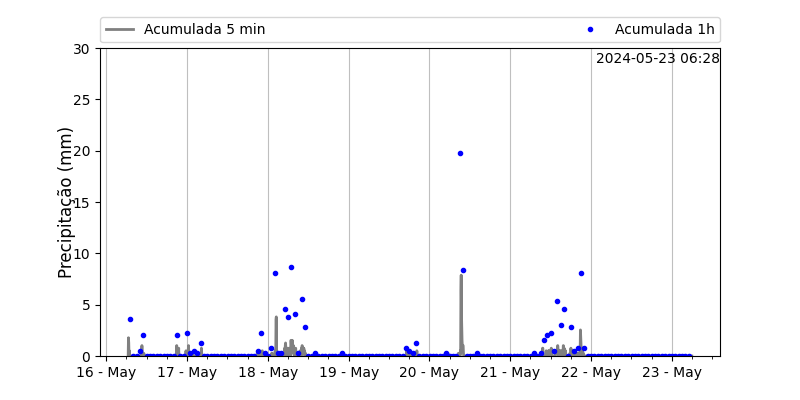 Acumulada 5 min Acumulada 1h
2024-05-23 06:28
Precipitação (mm)
30
25
20
15
10
5
0
16 - May 17 - May 18 - May 19 - May 20 - May 21 - May 22 - May 23 - May